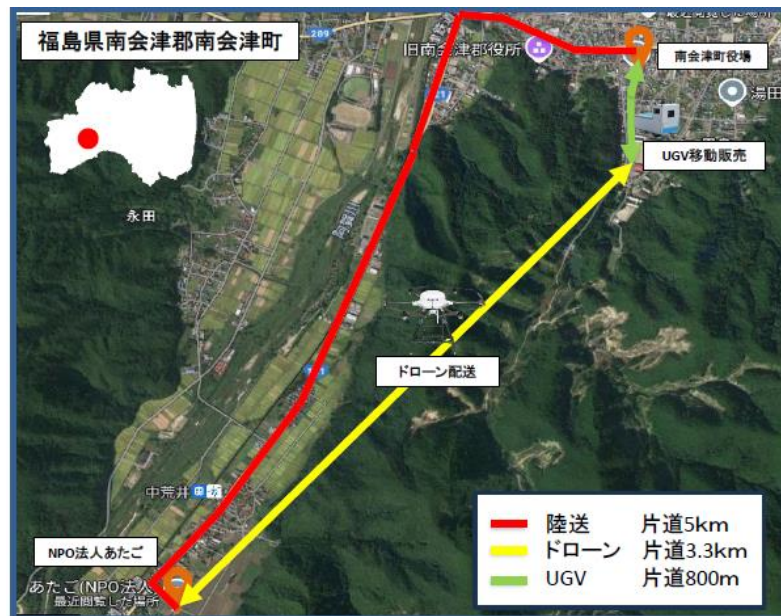 福島県南会津郡南会津町
289
旧南会津郡役所
南会津町役場
湯田
121
UGV移動販売
永田
ドローン配送
中荒井
NPO法人あたご
あたご(NPO法人
最近閲覧した場所
陸送 片道5km
ドローン 片道3.3km
UGV 片道800m